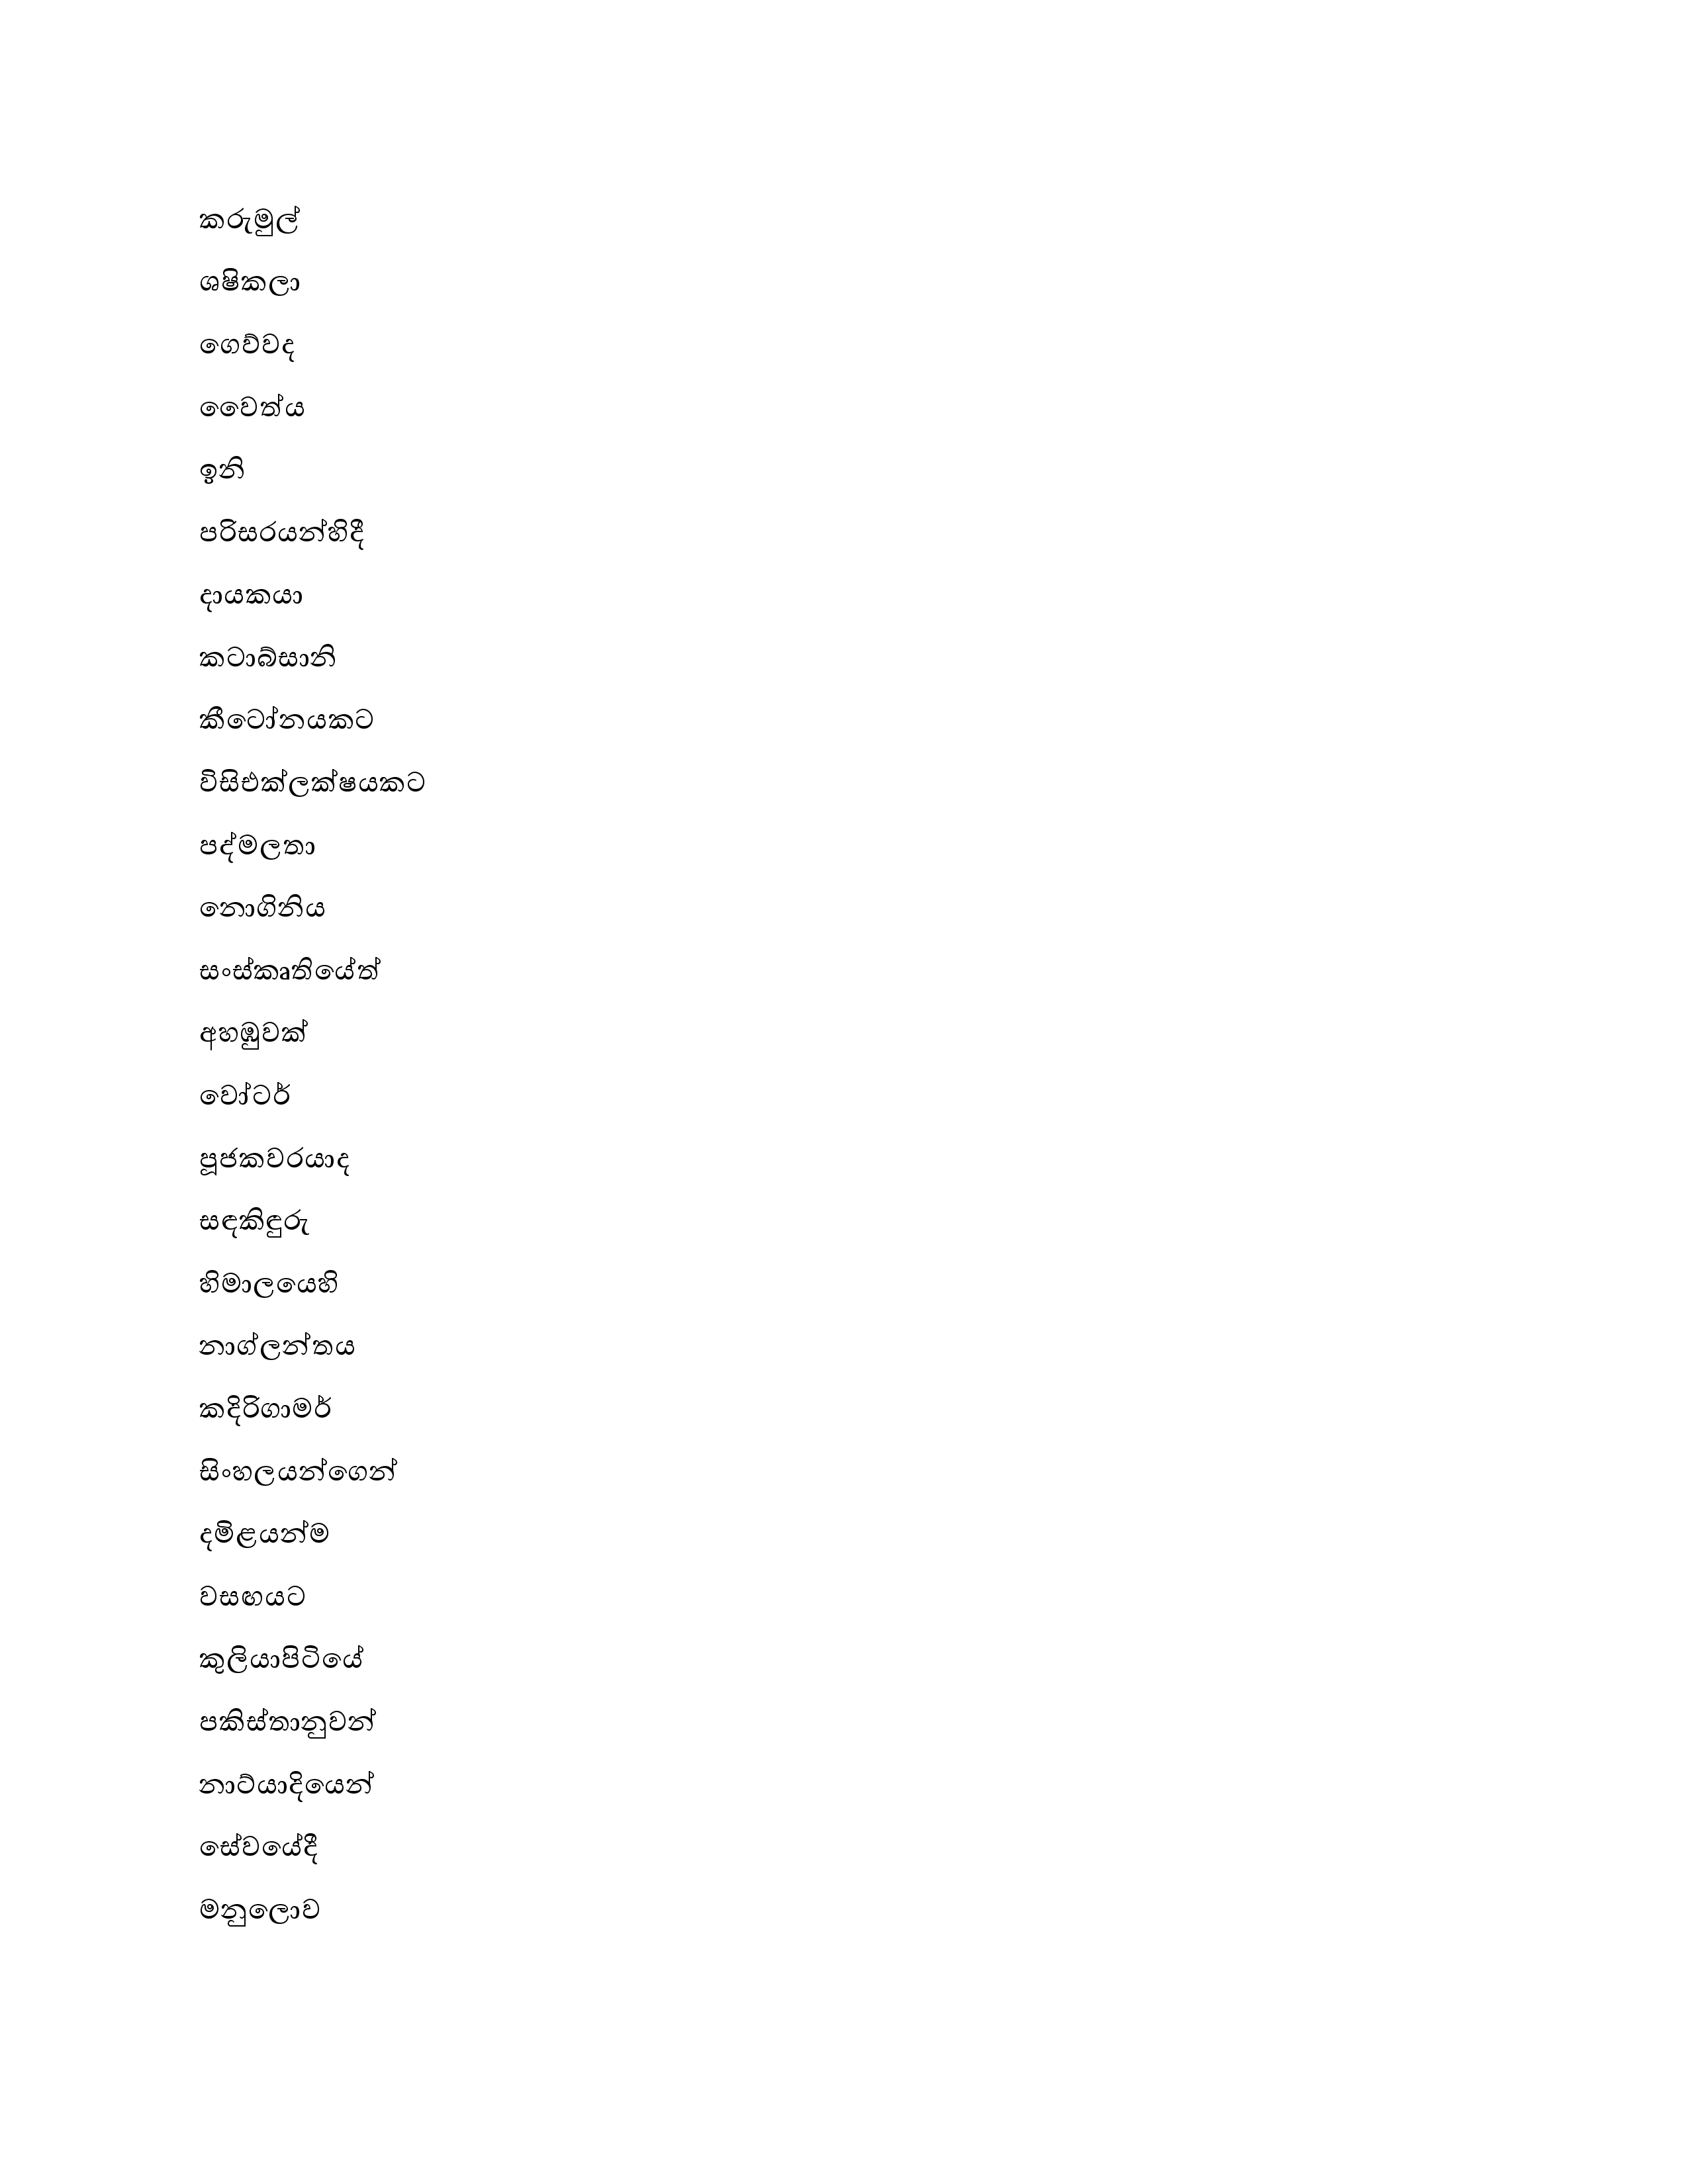 කරුමුල්
ශෂිකලා
ගෙව්වද
චෛත්ය
ඉනි
පරිසරයන්හිදී
දායකයා
කටාබ්සානි
කීටෝනයකට
විසිඑක්ලක්ෂයකට
පද්මලතා
නොගිනිය
සංස්කෘතියේත්
අහඹුවක්
වෝටර්
පූජකවරයාද
සඳකිඳුරු
හිමාලයෙහි
නාග්ලන්තය
කදිරිගාමර්
සිංහලයන්ගෙන්
දමිළයන්ම
වසඟයට
කුලියාපිටියේ
පකිස්තානුවන්
නාට්යාදියෙන්
සේවයේදී
මනුලොව